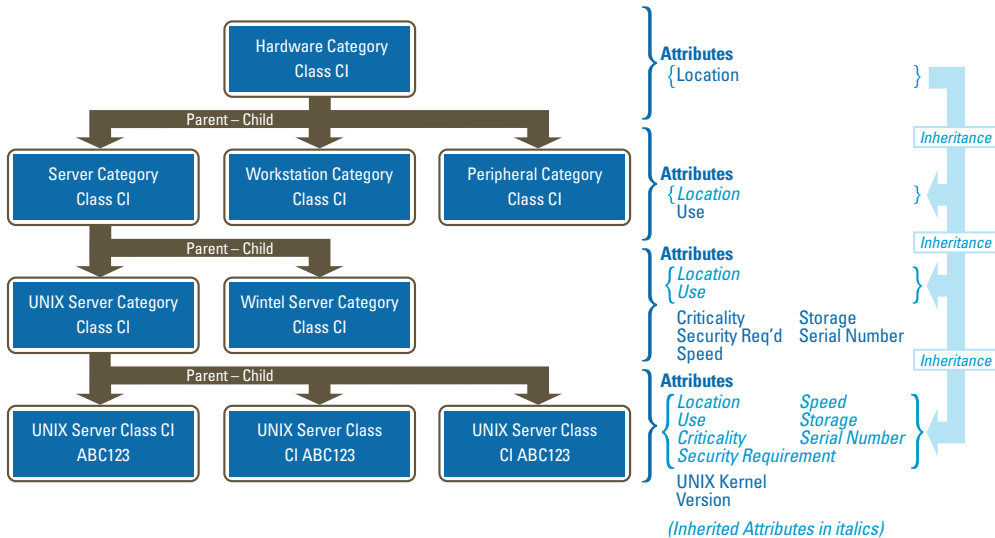 Hardware Category
Class CI
Attributes
{Location }
Parent – Child
Inheritance
Server Category
Class CI
Workstation Category
Class CI
Peripheral Category
Class CI
Attributes
{Location }
Use
Parent – Child
Inheritance
UNIX Server Category
Class CI
Wintel Server Category
Class CI
Attributes
Location
Use
Criticality Storage
Security Req’d Serial Number
Speed
Parent – Child
Inheritance
UNIX Server Class CI
ABC123
UNIX Server Class
CI ABC123
UNIX Server Class
CI ABC123
Attributes
Location Speed
Use Storage
Criticality Serial Number
Security Requirement
UNIX Kernel
Version
(Inherited Attributes in italics)